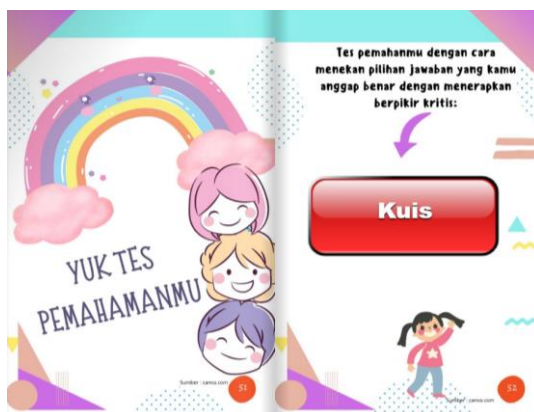 YUK TES
PEMAHAMANMU
Sumber : canva.com
51
Tes pemahanmu dengan cara
menekan pilihan jawaban yang kamu
anggap benar dengan menerapkan
berpikir kritis:
Kuis
Sumber : canva.com
52